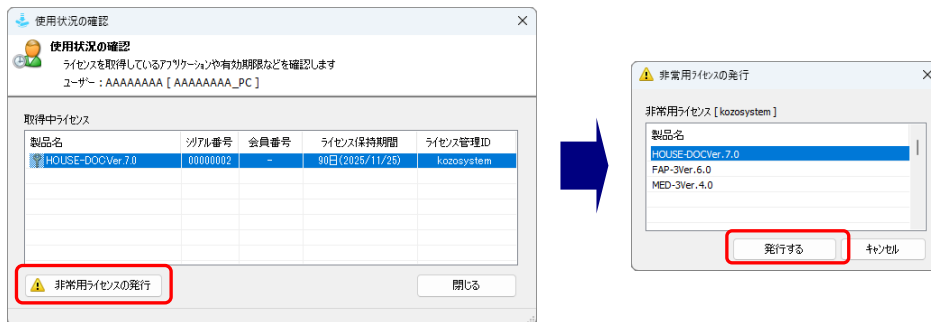 使用状況の確認
使用状況の確認
ライセンスを取得しているアプリケーションや有効期限などを確認します
ユーザー : AAAAAAAA [ AAAAAAAA_PC ]
取得中ライセンス
製品名 シリアル番号 会員番号 ライセンス保持期間 ライセンス管理ID
HOUSE-DOCVer.7.0 00000002 - 90日(2025/11/25) kozosystem
非常用ライセンスの発行 閉じる
非常用ライセンスの発行
非常用ライセンス [ kozosystem ]
製品名
HOUSE-DOCVer.7.0
FAP-3Ver.6.0
MED-3Ver.4.0
発行する キャンセル